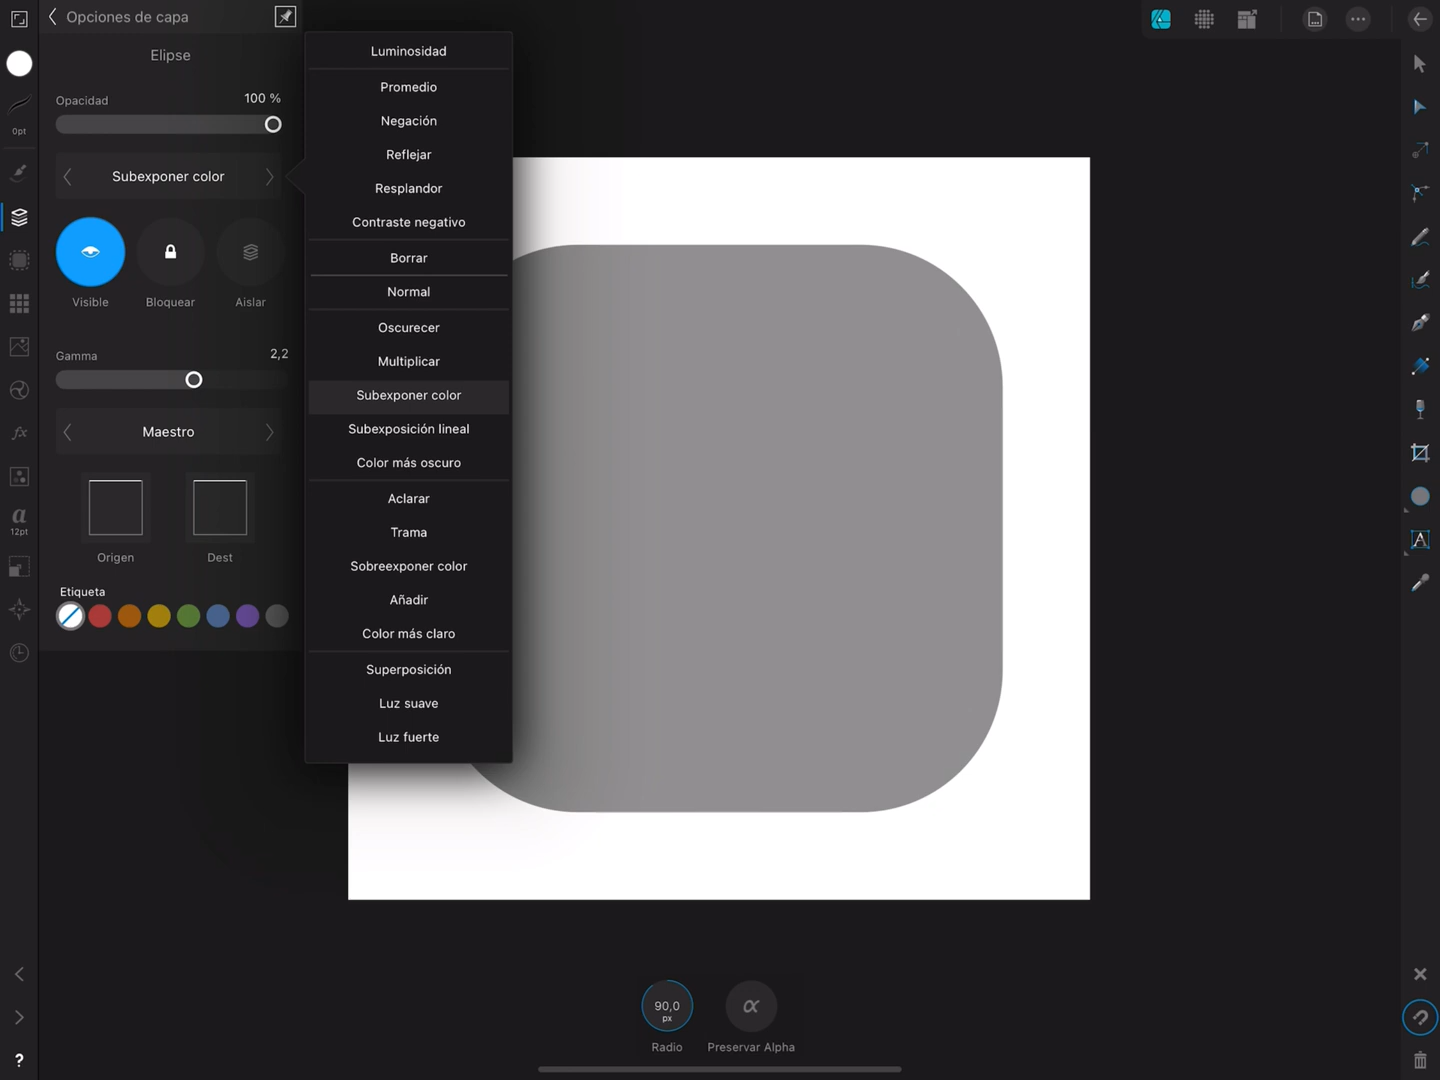 Opciones de capa
Elipse
Opacidad
100 %
0pt
Subexponer color
Visible
Bloquear
Aislar
Gamma
2,2
Maestro
fx
a
12pt
Origen
Dest
Etiqueta
?
Luminosidad
Promedio
Negación
Reflejar
Resplandor
Contraste negativo
Borrar
Normal
Oscurecer
Multiplicar
Subexponer color
Subexposición lineal
Color más oscuro
Aclarar
Trama
Sobreexponer color
Añadir
Color más claro
Superposición
Luz suave
Luz fuerte
90,0
px
Radio
α
Preservar Alpha
A